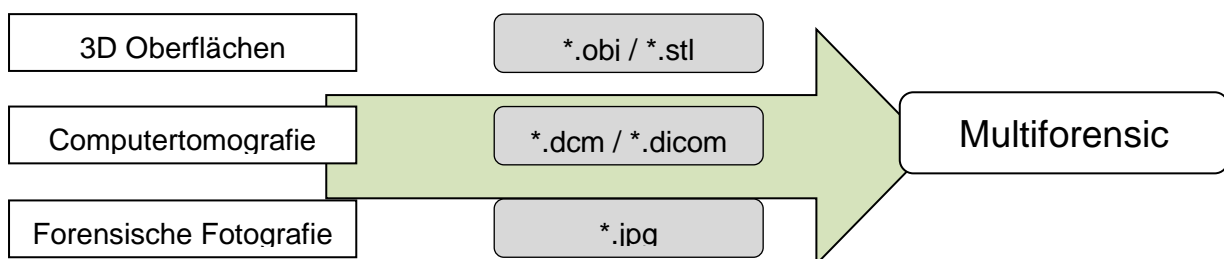 3D Oberflächen
*.obi / *.stl
Computertomografie
*.dcm / *.dicom
Multiforensic
Forensische Fotografie
*.jpg